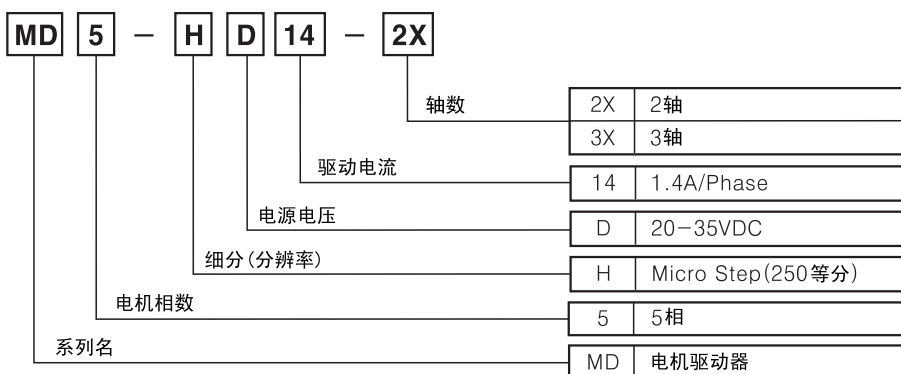 MD 5 - H D 14 - 2X
轴数 2X 2轴
3X 3轴
驱动电流 14 1.4A/Phase
电源电压 D 20-35VDC
细分(分辨率) H Micro Step(250等分)
电机相数 5 5相
系列名 MD 电机驱动器